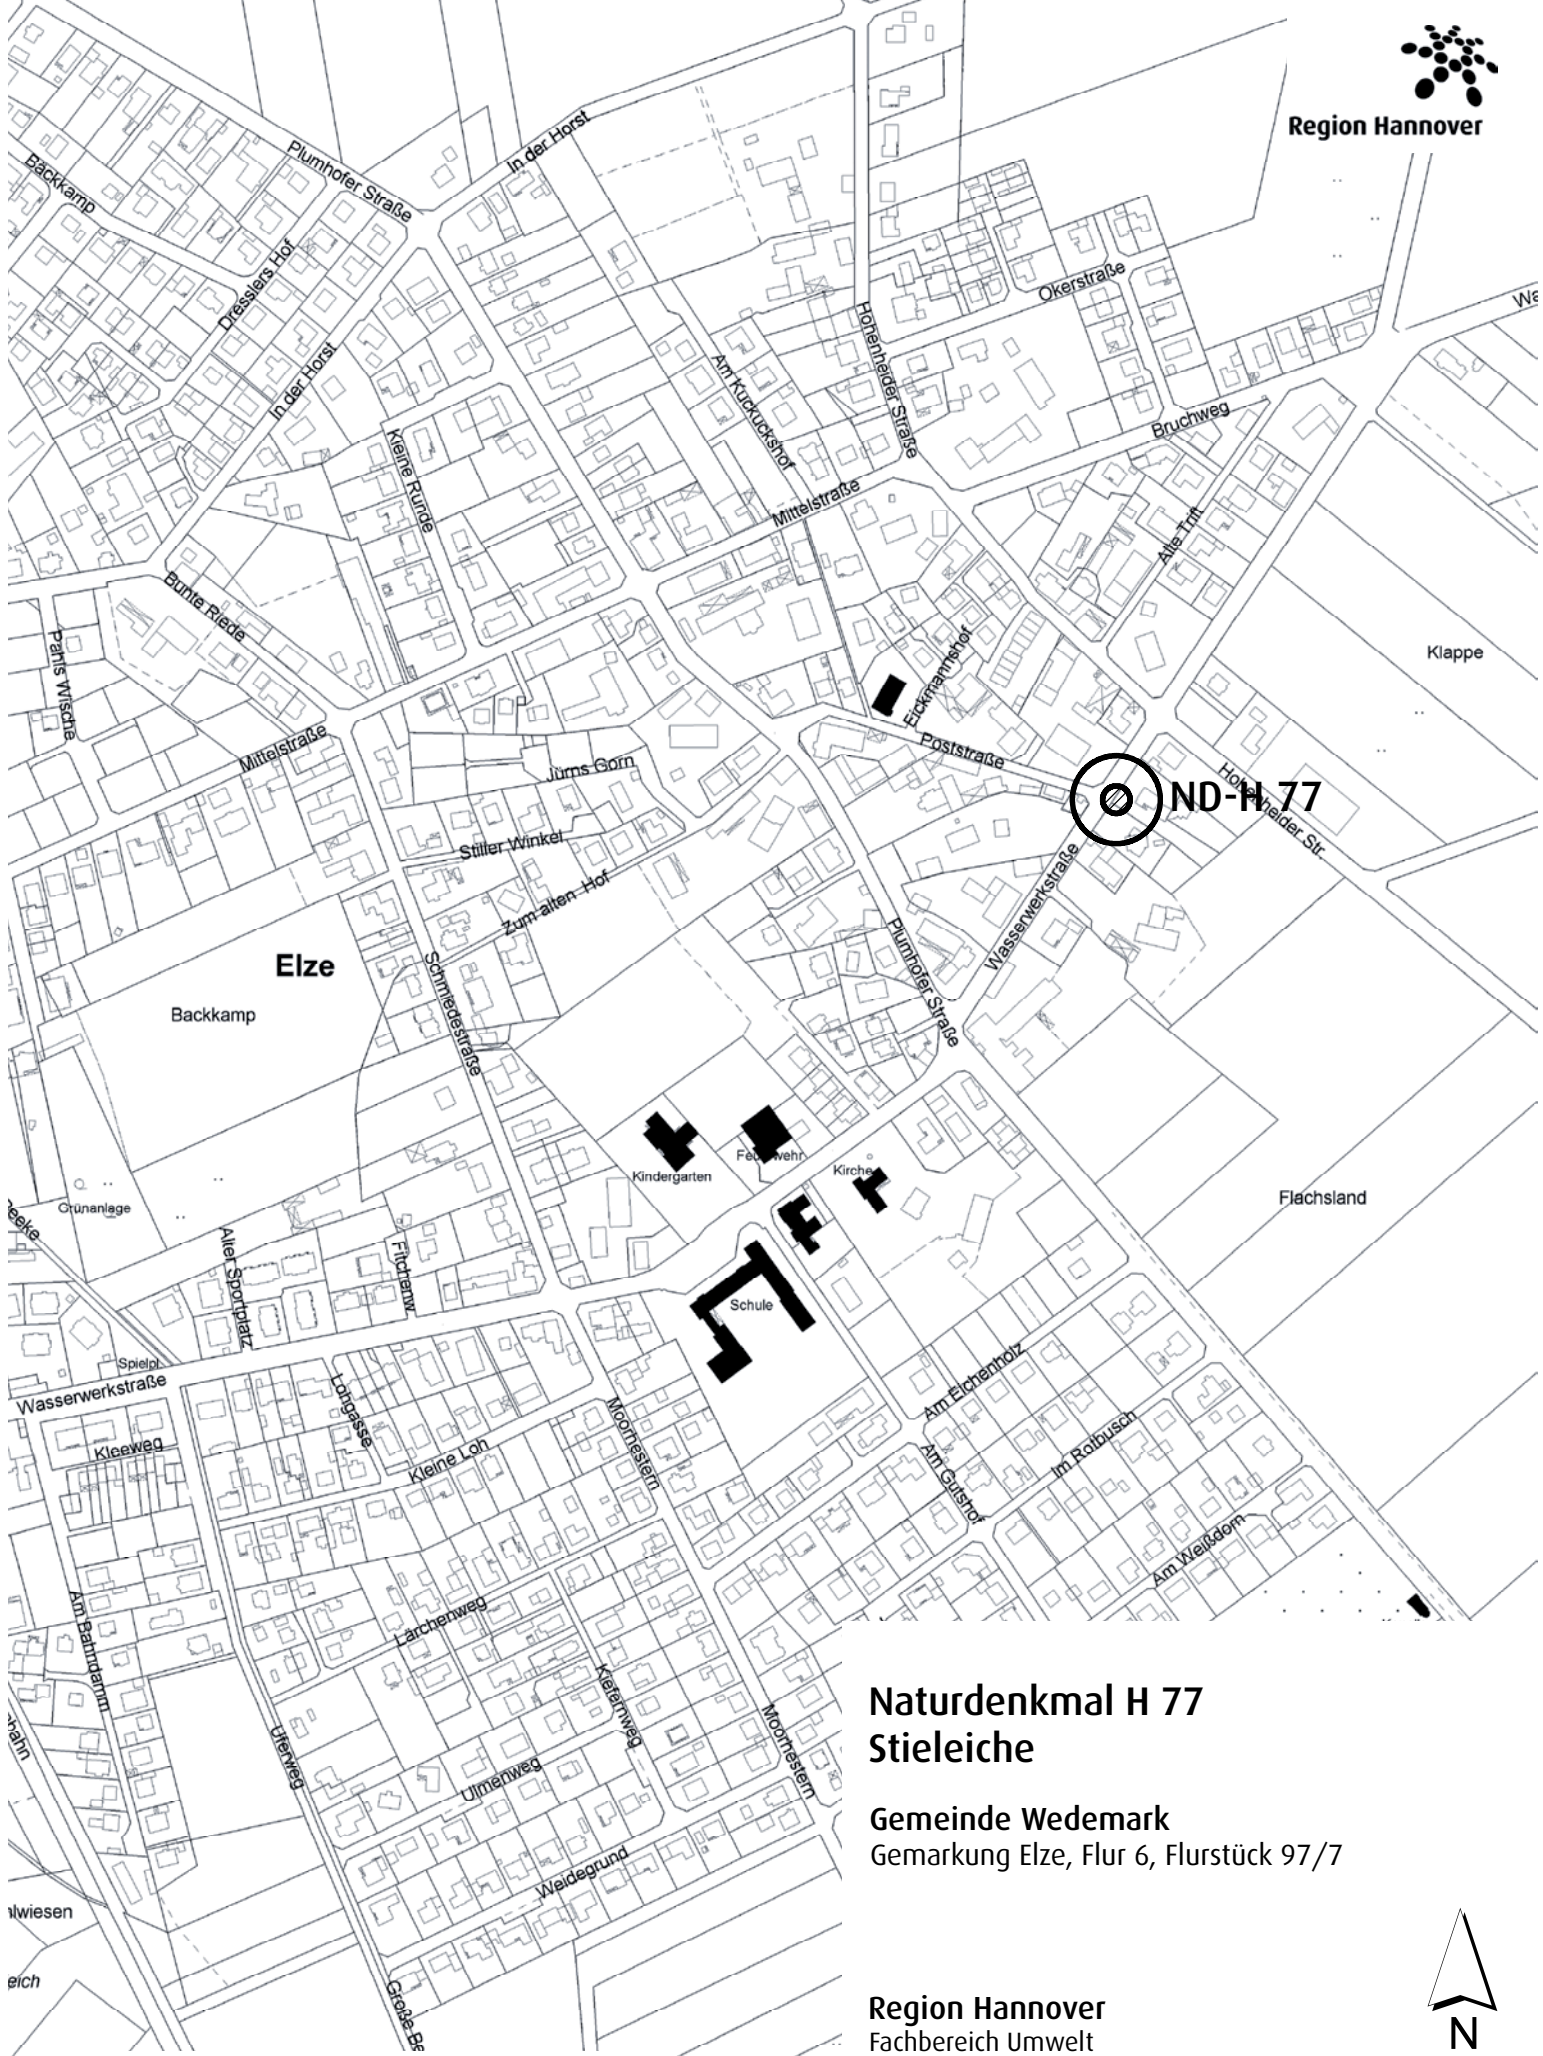 Region Hannover
In der Horst
Plumhofer Straße
Backkamp
Dresslers Hof
Okerstraße
Hohenheider Straße
Am Kuckuckshof
In der Horst
Bruchweg
Kleine Runde
Mittelstraße
Alte Trift
Bunte Riede
Pahls Wische
Klappe
Eickmannshof
Mittelstraße
Poststraße
Jürns Gorn
ND-H 77
Hohenheider Str.
Stiller Winkel
Zum alten Hof
Wasserwerkstraße
Plumhofer Straße
Elze
Schmiedestraße
Backkamp
Kindergarten
Kirche
Flachsland
Grünanlage
Alter Sportplatz
Fitchenw.
Schule
Spielpl.
Wasserwerkstraße
Lohgasse
Am Eichenholz
Moorhestern
Kleeweg
Kleine Loh
Im Rotbusch
Am Gutshof
Am Weißdorn
Am Bahndamm
Lärchenweg
Kiefernweg
Uferweg
Moorhestern
Ulmenweg
Weidegrund
Naturdenkmal H 77
Stieleiche
Gemeinde Wedemark
Gemarkung Elze, Flur 6, Flurstück 97/7
Region Hannover
Fachbereich Umwelt
N